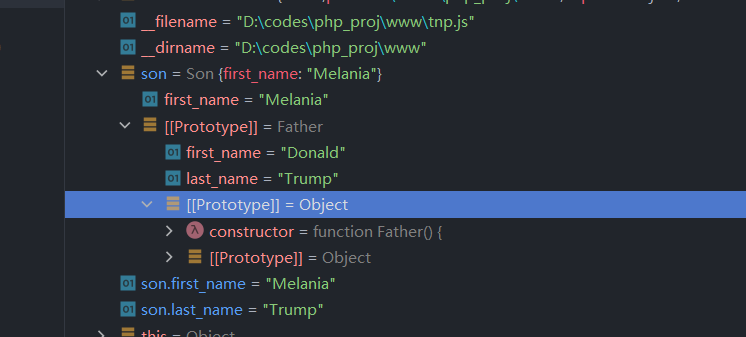 01 __filename = "D:\codes\php_proj\www\tnp.js"
01 __dirname = "D:\codes\php_proj\www"
son = Son {first_name: "Melania"}
01 first_name = "Melania"
[[Prototype]] = Father
01 first_name = "Donald"
01 last_name = "Trump"
[[Prototype]] = Object
λ constructor = function Father() {
[[Prototype]] = Object
01 son.first_name = "Melania"
01 son.last_name = "Trump"
this = Object